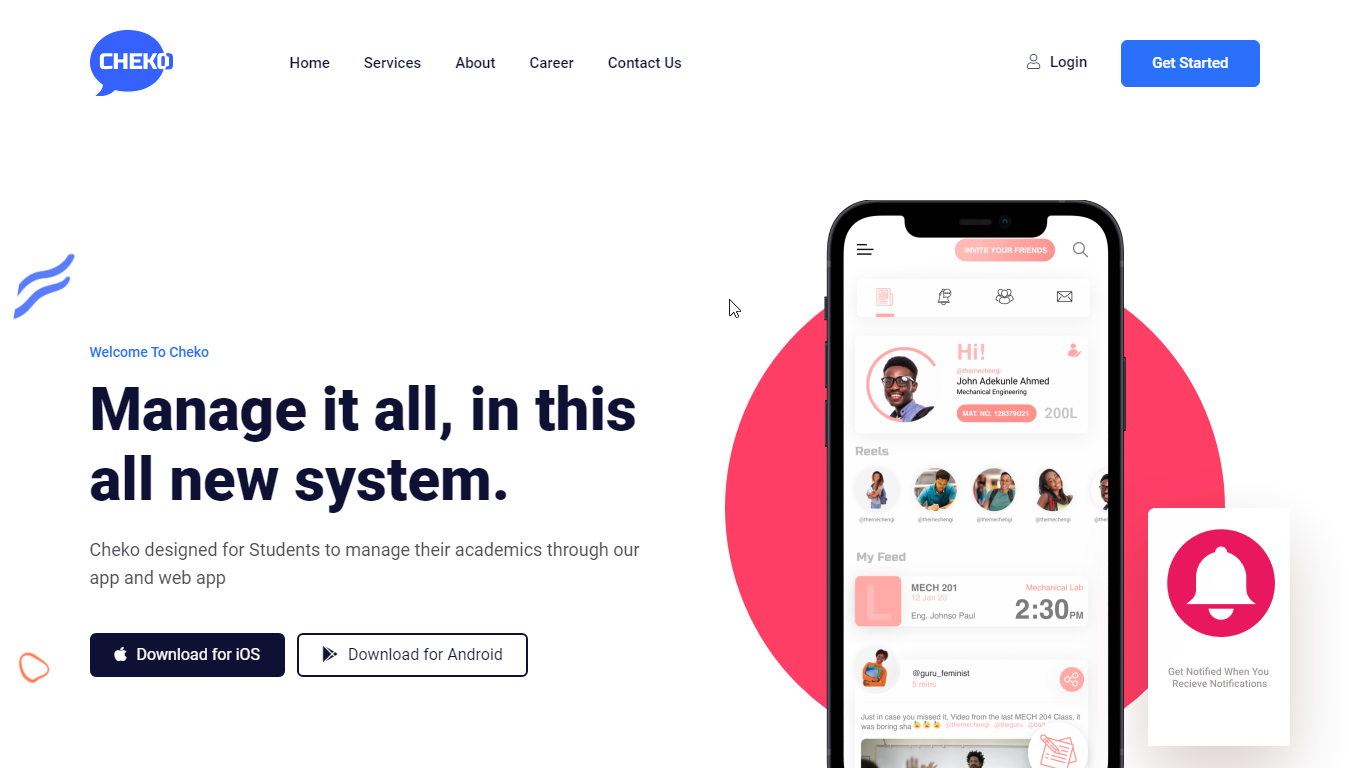 CHEKO
Home
Services
About
Career
Contact Us
Login
Get Started
Welcome To Cheko
Manage it all, in this
all new system.
Cheko designed for Students to manage their academics through our
app and web app
Download for iOS
Download for Android
INVITE YOUR FRIENDS
Hi!
@themechengi
John Adekunle Ahmed
Mechanical Engineering
MAT. NO. 128379U21
200L
Reels
@themechengi
@themechengi
@themechengi
@themechengi
My Feed
L
MECH 201
12 Jan 20
Eng. Johnso Paul
Mechanical Lab
2:30PM
@guru_feminist
5 mins
Just in case you missed it, Video from the last MECH 204 Class, it
was boring sha 😩 😩 😩 @themechengi @theguru
Get Notified When You
Recieve Notifications